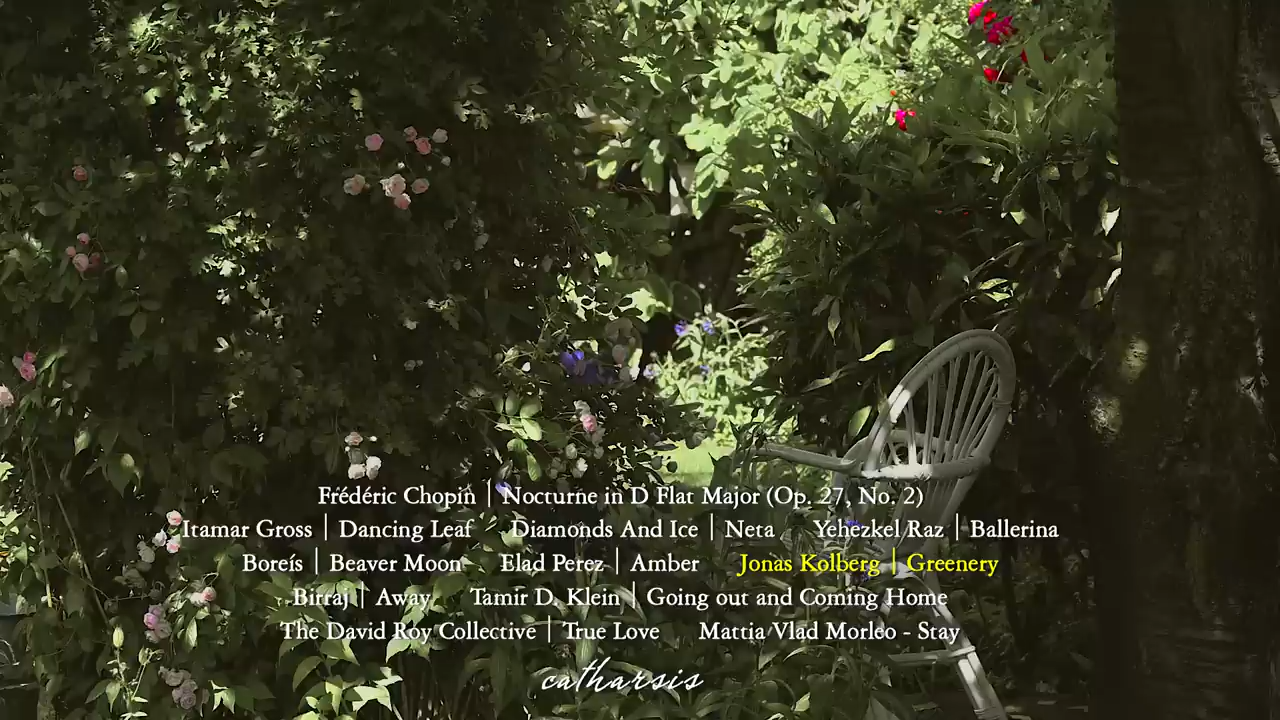 Frédéric Chopin | Nocturne in D Flat Major (Op. 27, No. 2)
Itamar Gross | Dancing Leaf Diamonds And Ice | Neta Yehezkel Raz | Ballerina
Boreís | Beaver Moon Elad Perez | Amber Jonas Kolberg | Greenery
Birraj | Away Tamir D. Klein | Going out and Coming Home
The David Roy Collective | True Love Mattia Vlad Morleo - Stay
catharsis